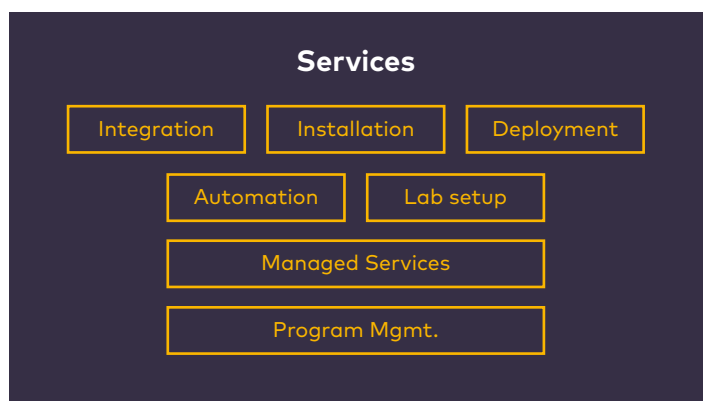 Services
Integration Installation Deployment
Automation Lab setup
Managed Services
Program Mgmt.